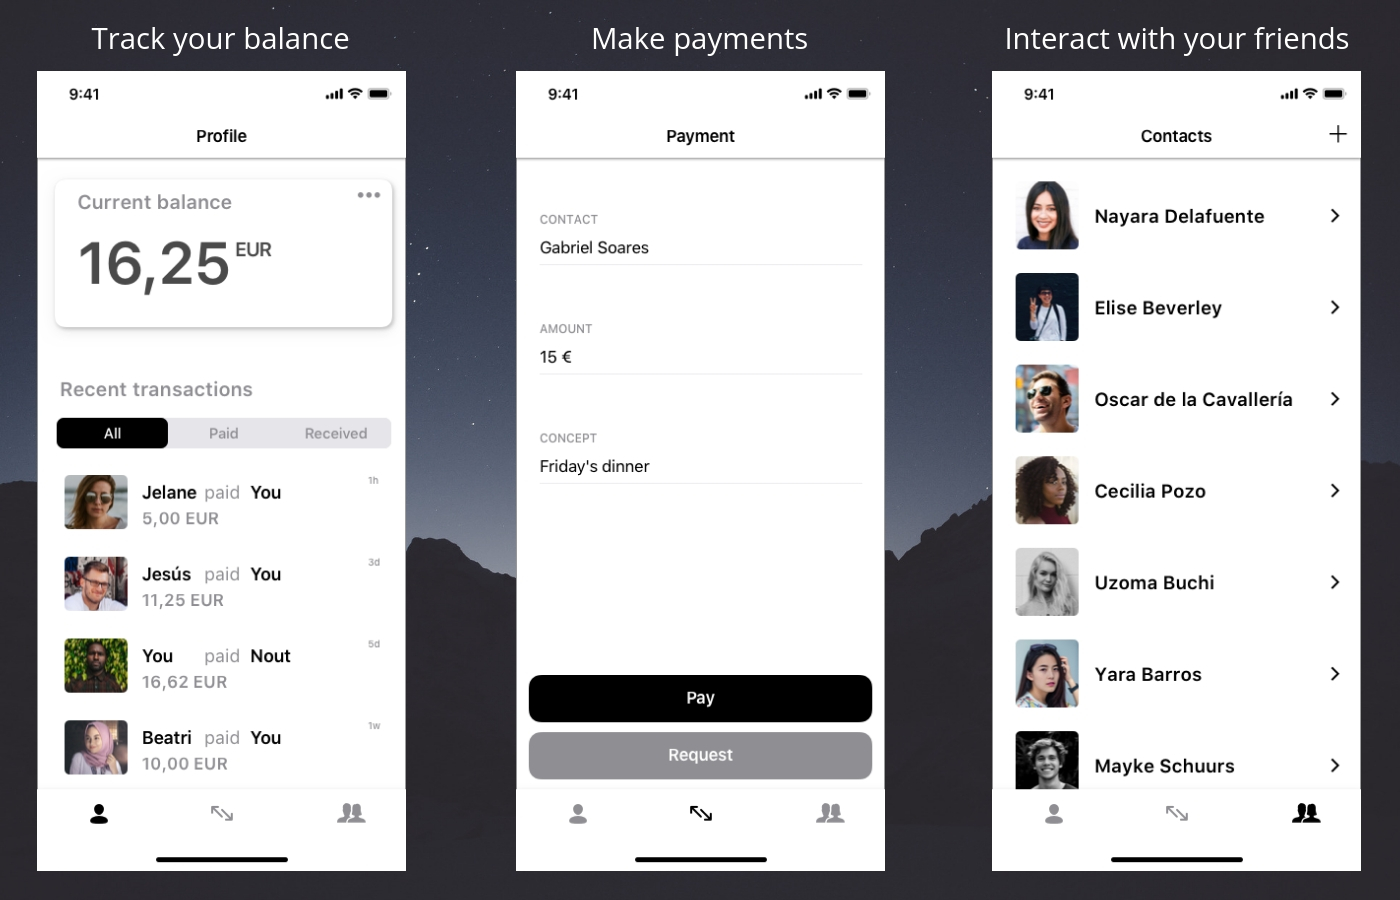 Track your balance
9:41
Profile
Current balance
16,25 EUR
Recent transactions
All Paid Received
Jelane paid You 1h
5,00 EUR
Jesús paid You 3d
11,25 EUR
You paid Nout 5d
16,62 EUR
Beatri paid You 1w
10,00 EUR
Make payments
9:41
Payment
CONTACT
Gabriel Soares
AMOUNT
15 €
CONCEPT
Friday's dinner
Pay
Request
Interact with your friends
9:41
Contacts
Nayara Delafuente
Elise Beverley
Oscar de la Cavallería
Cecilia Pozo
Uzoma Buchi
Yara Barros
Mayke Schuurs